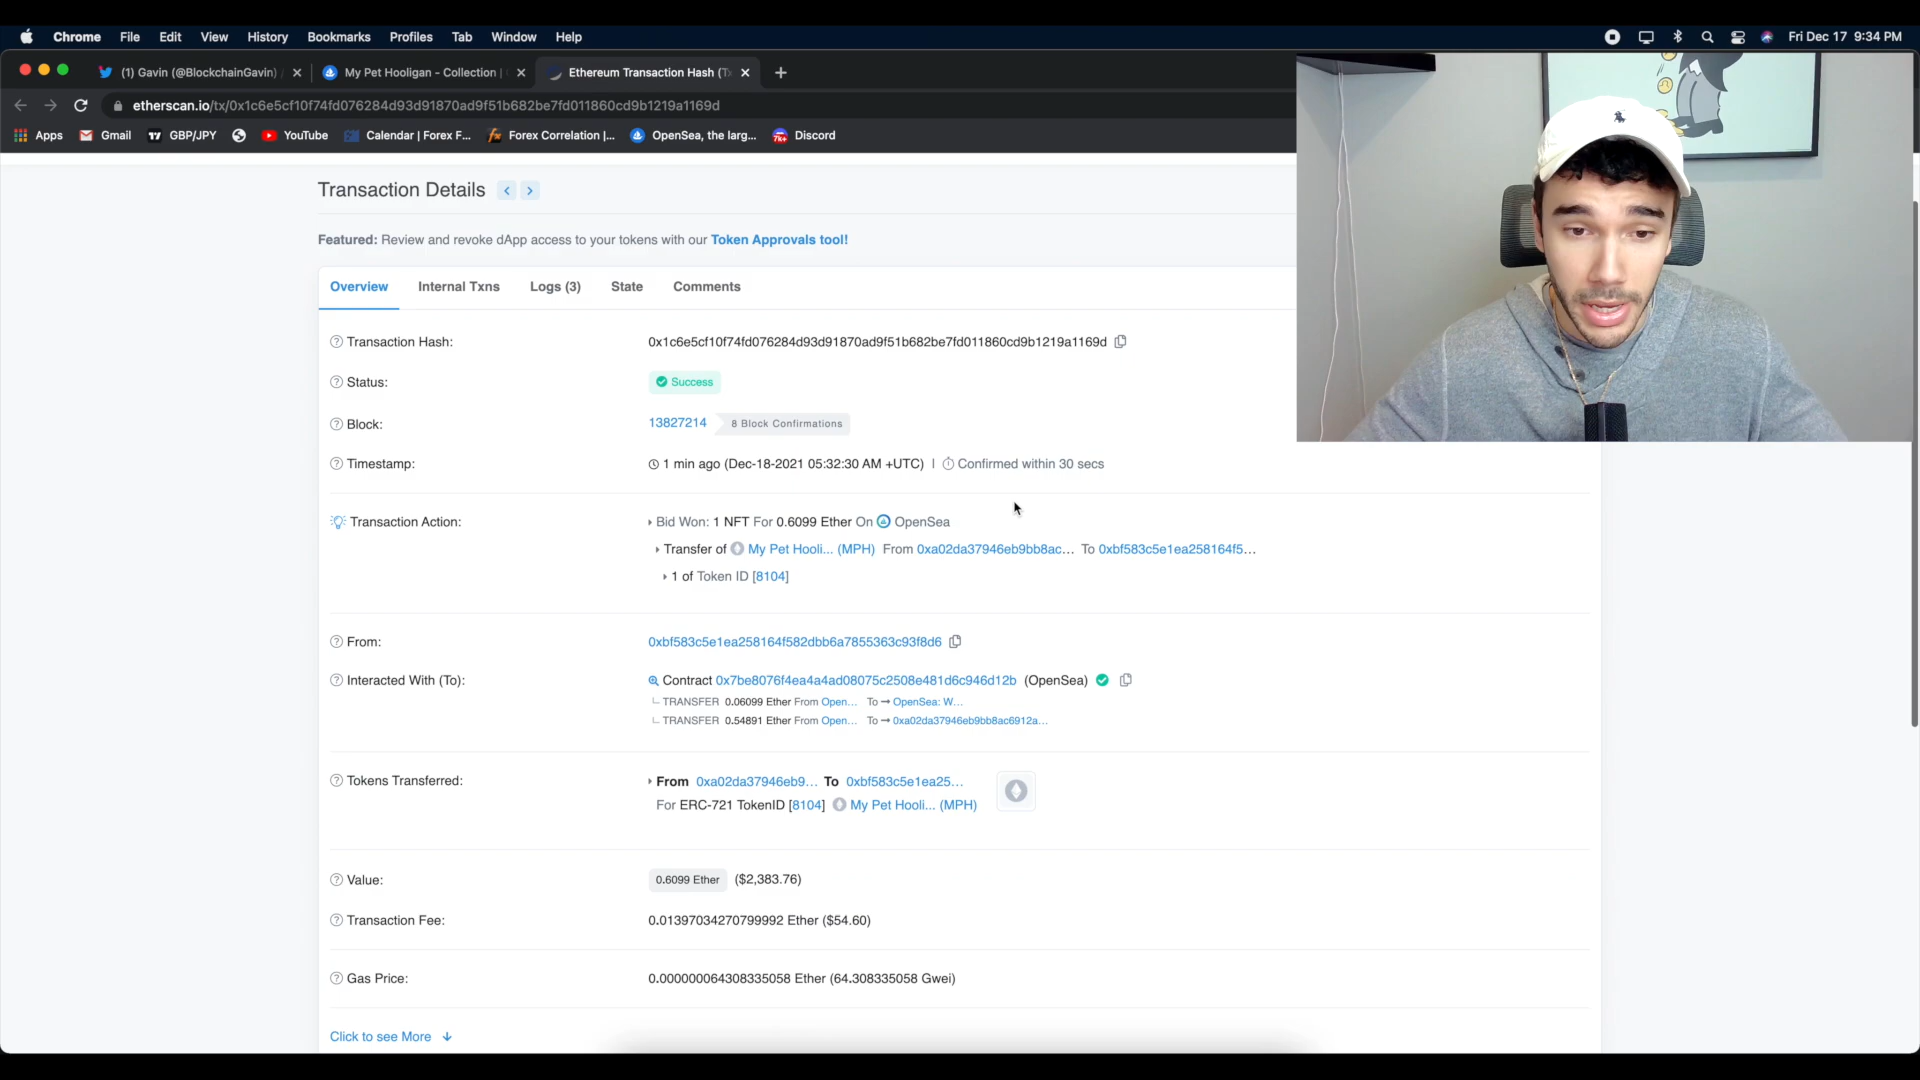 Chrome File Edit View History Bookmarks Profiles Tab Window Help Fri Dec 17 9:34 PM
(1) Gavin (@BlockchainGavin) My Pet Hooligan - Collection | Ethereum Transaction Hash (Tx
etherscan.io/tx/0x1c6e5cf10f74fd076284d93d91870ad9f51b682be7fd011860cd9b1219a1169d
Apps Gmail GBP/JPY YouTube Calendar | Forex F... Forex Correlation |... OpenSea, the larg... Discord
Transaction Details
Featured: Review and revoke dApp access to your tokens with our Token Approvals tool!
Overview Internal Txns Logs (3) State Comments
Transaction Hash: 0x1c6e5cf10f74fd076284d93d91870ad9f51b682be7fd011860cd9b1219a1169d
Status: Success
Block: 13827214 8 Block Confirmations
Timestamp: 1 min ago (Dec-18-2021 05:32:30 AM +UTC) | Confirmed within 30 secs
Transaction Action: Bid Won: 1 NFT For 0.6099 Ether On OpenSea
Transfer of My Pet Hooli... (MPH) From 0xa02da37946eb9bb8ac... To 0xbf583c5e1ea258164f5...
1 of Token ID [8104]
From: 0xbf583c5e1ea258164f582dbb6a7855363c93f8d6
Interacted With (To): Contract 0x7be8076f4ea4a4ad08075c2508e481d6c946d12b (OpenSea)
TRANSFER 0.06099 Ether From Open... To → OpenSea: W...
TRANSFER 0.54891 Ether From Open... To → 0xa02da37946eb9bb8ac6912a...
Tokens Transferred: From 0xa02da37946eb9... To 0xbf583c5e1ea25...
For ERC-721 TokenID [8104] My Pet Hooli... (MPH)
Value: 0.6099 Ether ($2,383.76)
Transaction Fee: 0.01397034270799992 Ether ($54.60)
Gas Price: 0.000000064308335058 Ether (64.308335058 Gwei)
Click to see More